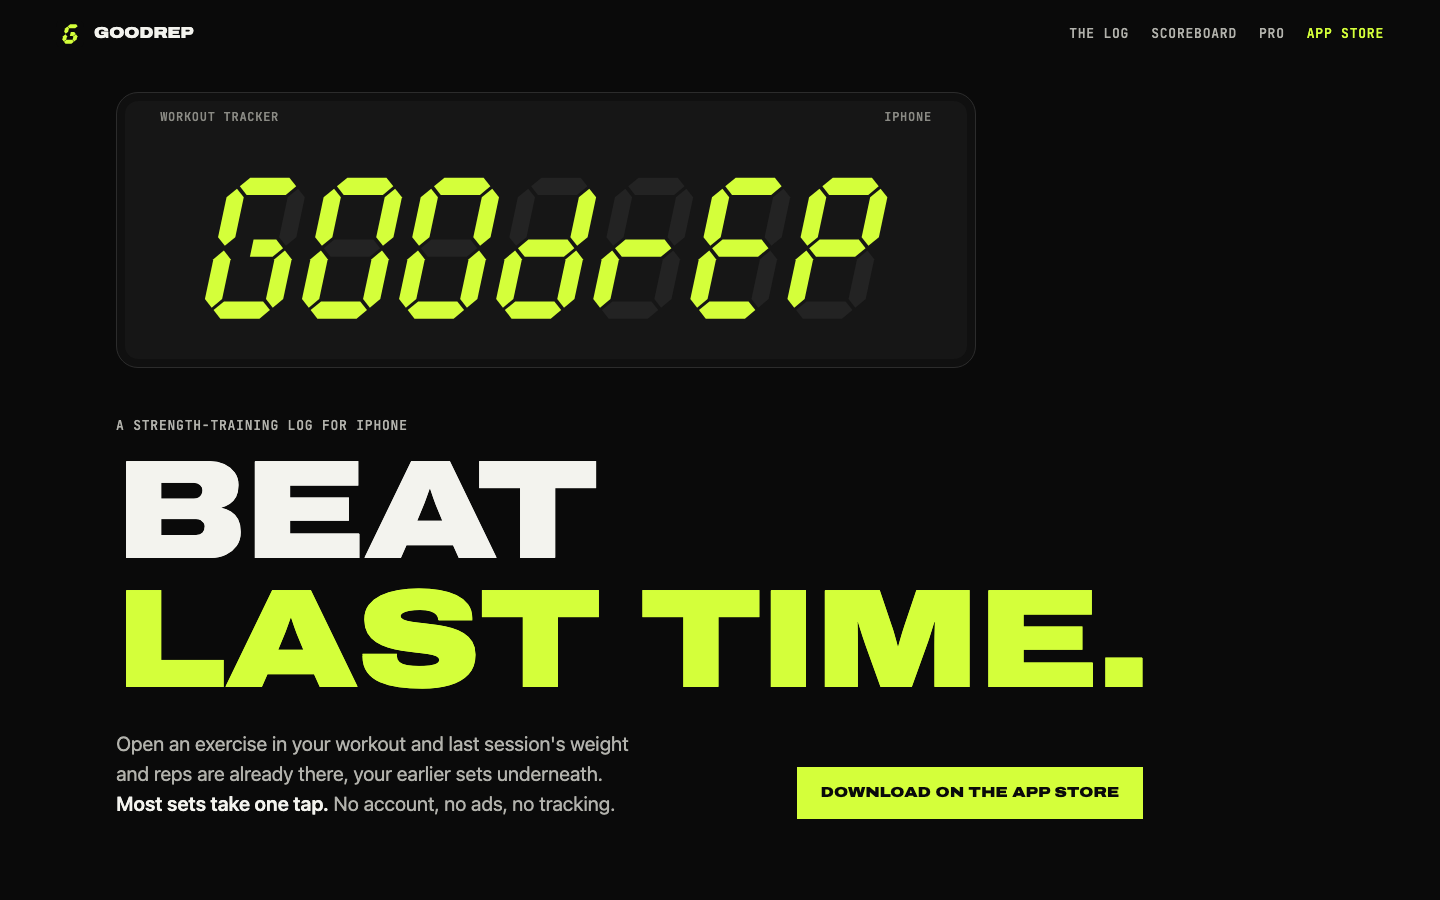 GOODREP
THE LOG SCOREBOARD PRO APP STORE
WORKOUT TRACKER IPHONE
GOOdrEP
A STRENGTH-TRAINING LOG FOR IPHONE
BEAT
LAST TIME.
Open an exercise in your workout and last session's weight
and reps are already there, your earlier sets underneath.
Most sets take one tap. No account, no ads, no tracking.
DOWNLOAD ON THE APP STORE